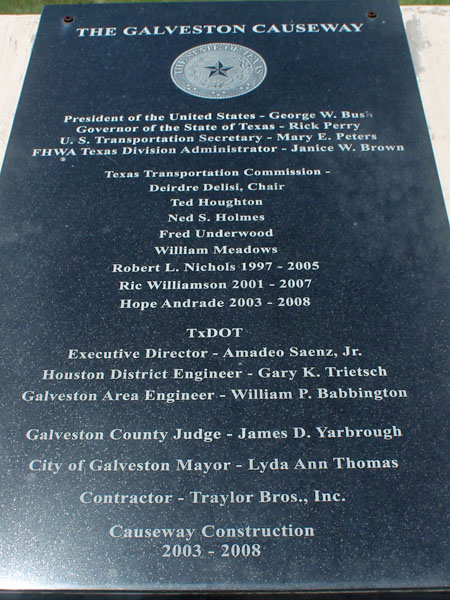 THE GALVESTON CAUSEWAY
THE STATE OF TEXAS
President of the United States - George W. Bush
Governor of the State of Texas - Rick Perry
U. S. Transportation Secretary - Mary E. Peters
FHWA Texas Division Administrator - Janice W. Brown
Texas Transportation Commission -
Deirdre Delisi, Chair
Ted Houghton
Ned S. Holmes
Fred Underwood
William Meadows
Robert L. Nichols 1997 - 2005
Ric Williamson 2001 - 2007
Hope Andrade 2003 - 2008
TxDOT
Executive Director - Amadeo Saenz, Jr.
Houston District Engineer - Gary K. Trietsch
Galveston Area Engineer - William P. Babbington
Galveston County Judge - James D. Yarbrough
City of Galveston Mayor - Lyda Ann Thomas
Contractor - Traylor Bros., Inc.
Causeway Construction
2003 - 2008